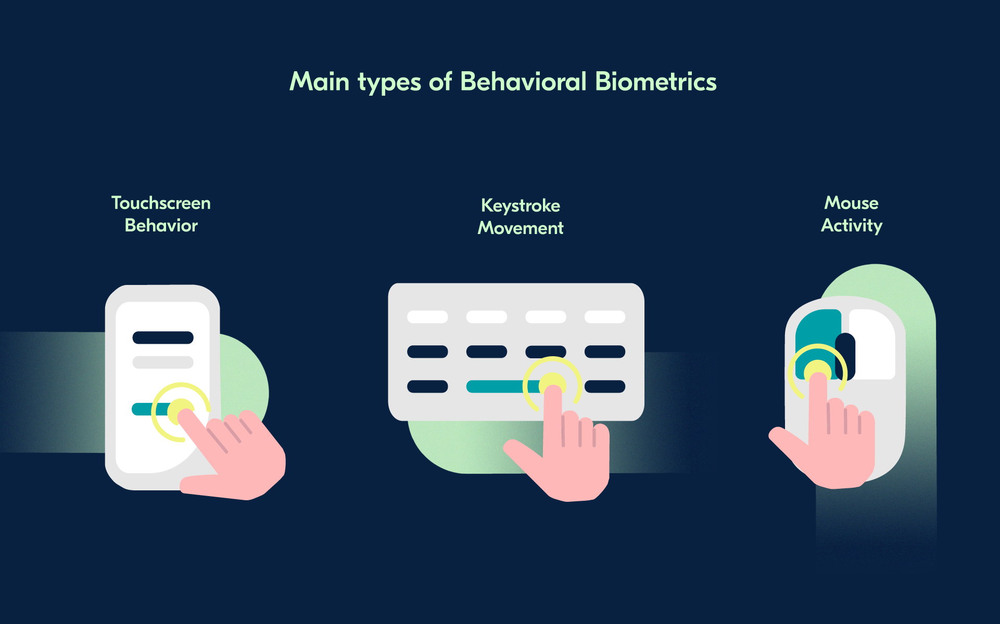 Main types of Behavioral Biometrics
Touchscreen
Behavior
Keystroke
Movement
Mouse
Activity